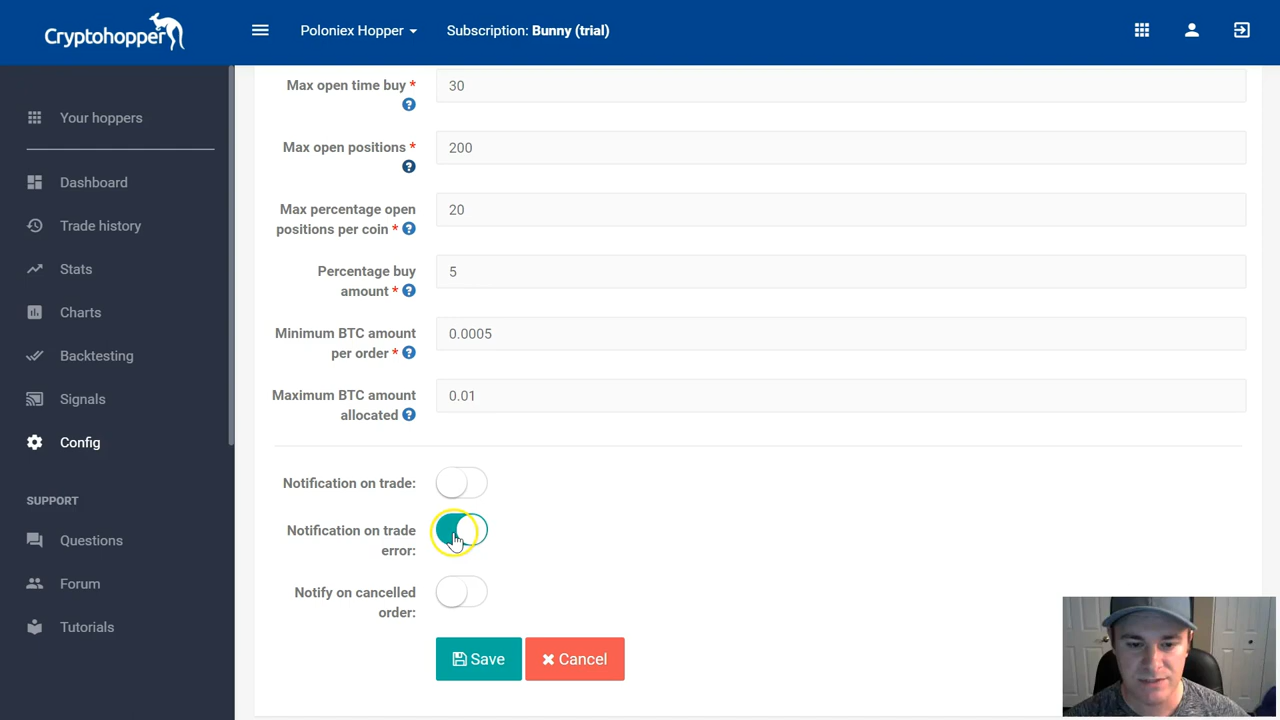 Cryptohopper
Poloniex Hopper
Subscription: Bunny (trial)
Your hoppers
Dashboard
Trade history
Stats
Charts
Backtesting
Signals
Config
SUPPORT
Questions
Forum
Tutorials
Max open time buy *
?
30
Max open positions *
?
200
Max percentage open
positions per coin * ?
20
Percentage buy
amount * ?
5
Minimum BTC amount
per order * ?
0.0005
Maximum BTC amount
allocated ?
0.01
Notification on trade:
Notification on trade
error:
Notify on cancelled
order:
Save
Cancel